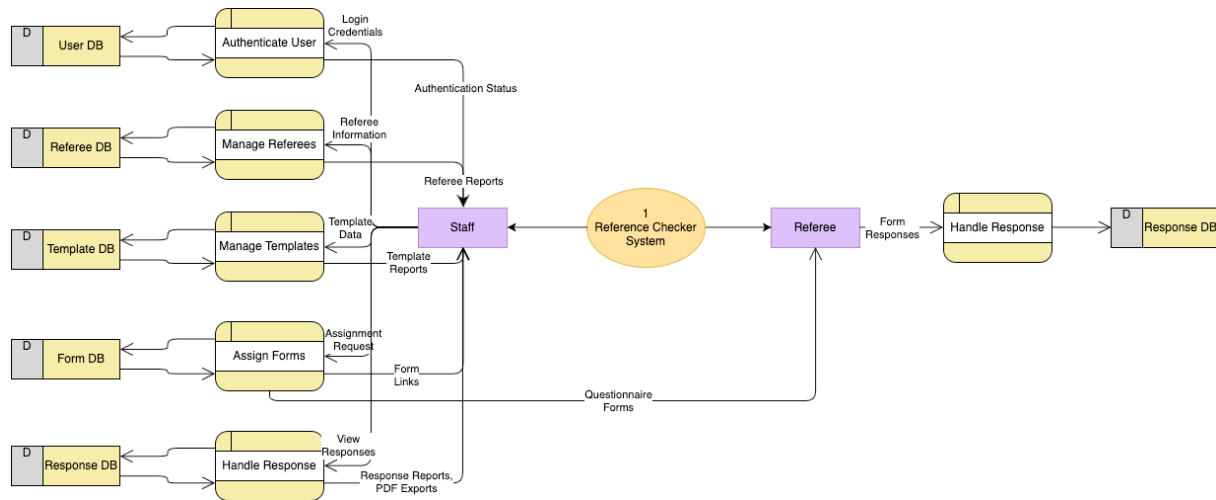 D
User DB
Authenticate User
Login
Credentials
Authentication Status
D
Referee DB
Manage Referees
Referee
Information
Referee Reports
D
Template DB
Manage Templates
Template
Data
Template
Reports
Staff
1
Reference Checker
System
Referee
Form
Responses
Handle Response
D
Response DB
D
Form DB
Assign Forms
Assignment
Request
Form
Links
Questionnaire
Forms
D
Response DB
Handle Response
View
Responses
Response Reports,
PDF Exports